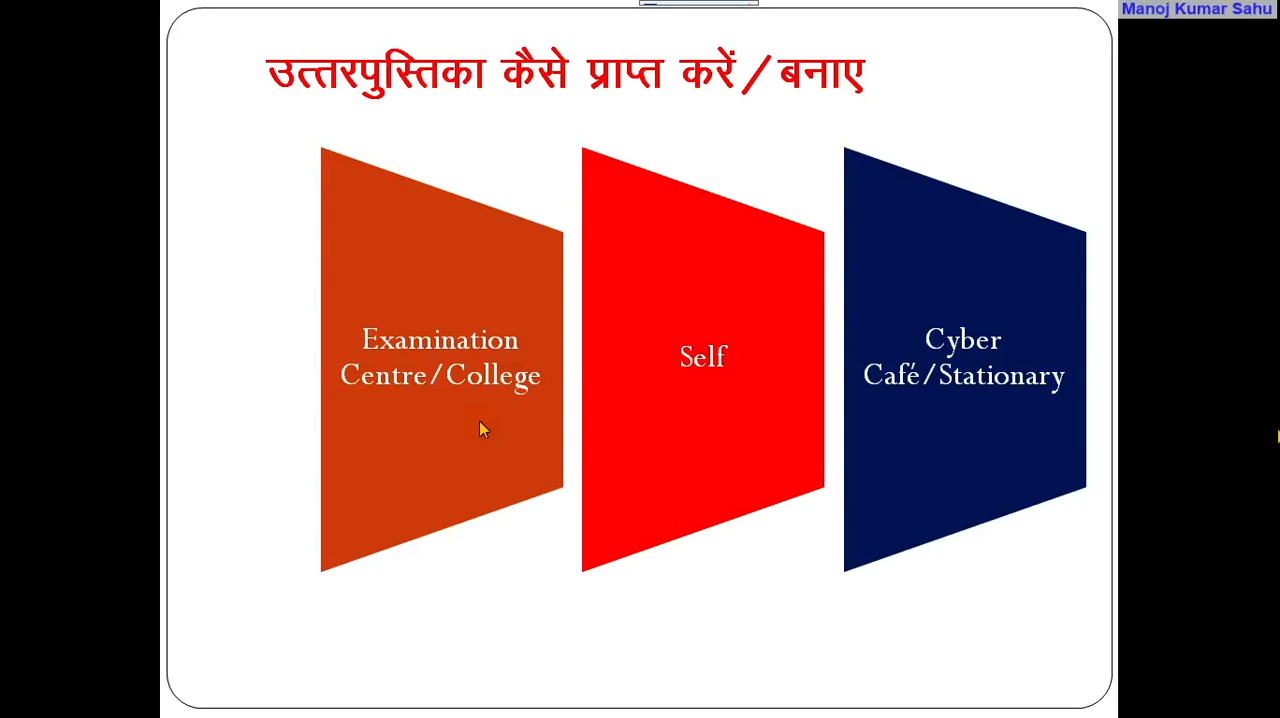 Manoj Kumar Sahu
उत्तरपुस्तिका कैसे प्राप्त करें/बनाए
Examination
Centre/College
Self
Cyber
Café/Stationary